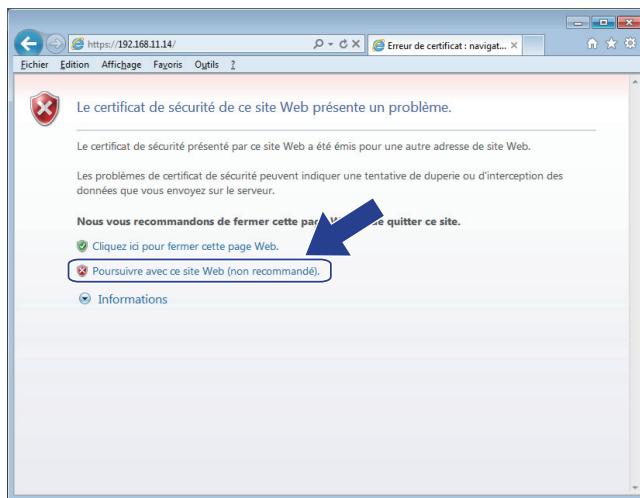 https://192.168.11.14/
Erreur de certificat : navigat...
Fichier Edition Affichage Favoris Outils ?
Le certificat de sécurité de ce site Web présente un problème.
Le certificat de sécurité présenté par ce site Web a été émis pour une autre adresse de site Web.
Les problèmes de certificat de sécurité peuvent indiquer une tentative de duperie ou d'interception des
données que vous envoyez sur le serveur.
Nous vous recommandons de fermer cette page de quitter ce site.
Cliquez ici pour fermer cette page Web.
Poursuivre avec ce site Web (non recommandé).
Informations